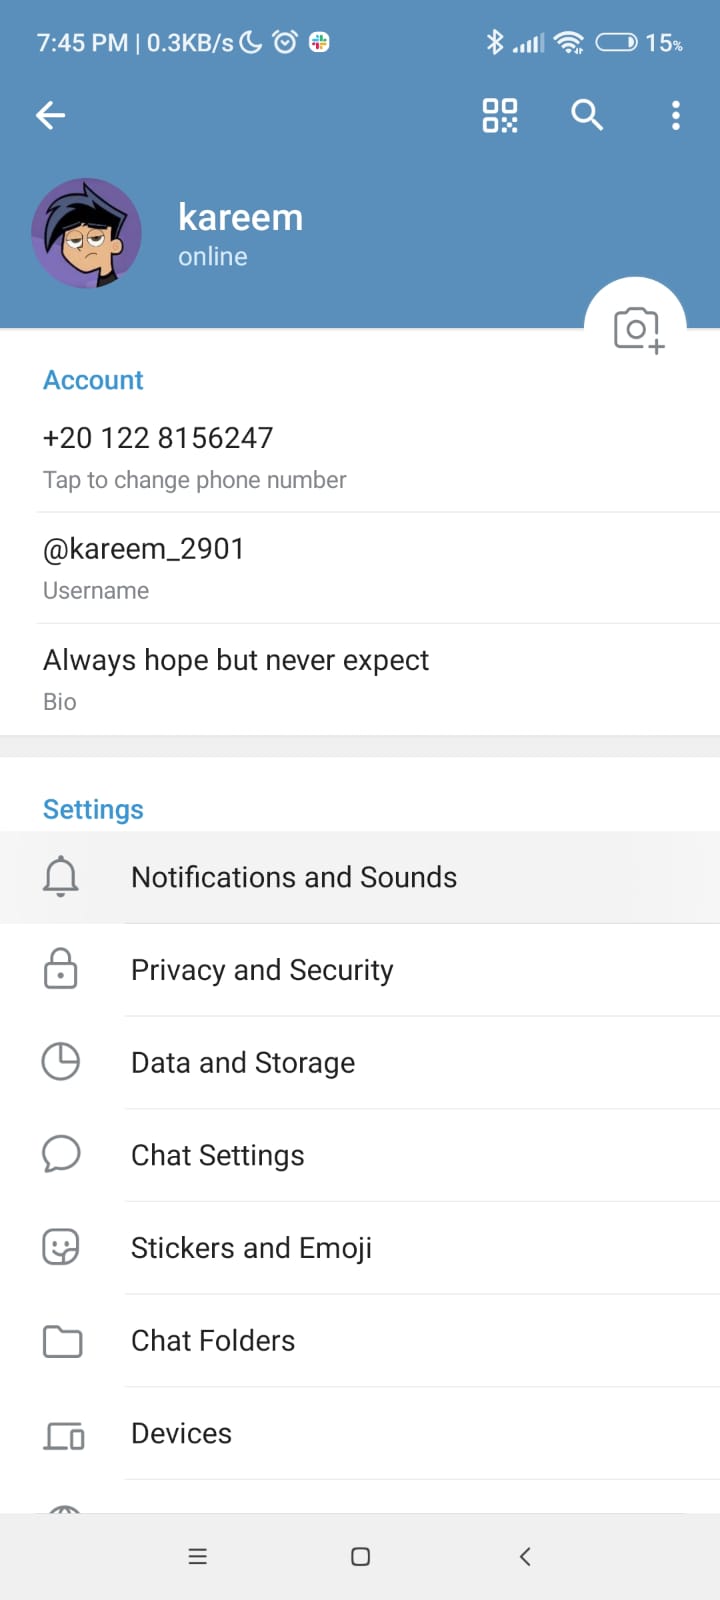 7:45 PM | 0.3KB/s 15%
kareem
online
Account
+20 122 8156247
Tap to change phone number
@kareem_2901
Username
Always hope but never expect
Bio
Settings
Notifications and Sounds
Privacy and Security
Data and Storage
Chat Settings
Stickers and Emoji
Chat Folders
Devices